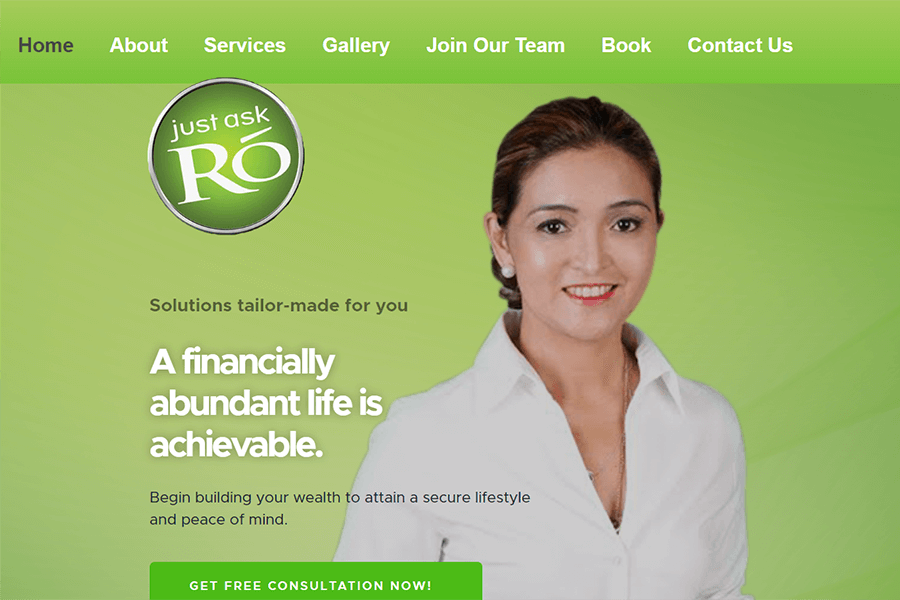 Home About Services Gallery Join Our Team Book Contact Us
just ask
Ró
Solutions tailor-made for you
A financially
abundant life is
achievable.
Begin building your wealth to attain a secure lifestyle
and peace of mind.
GET FREE CONSULTATION NOW!